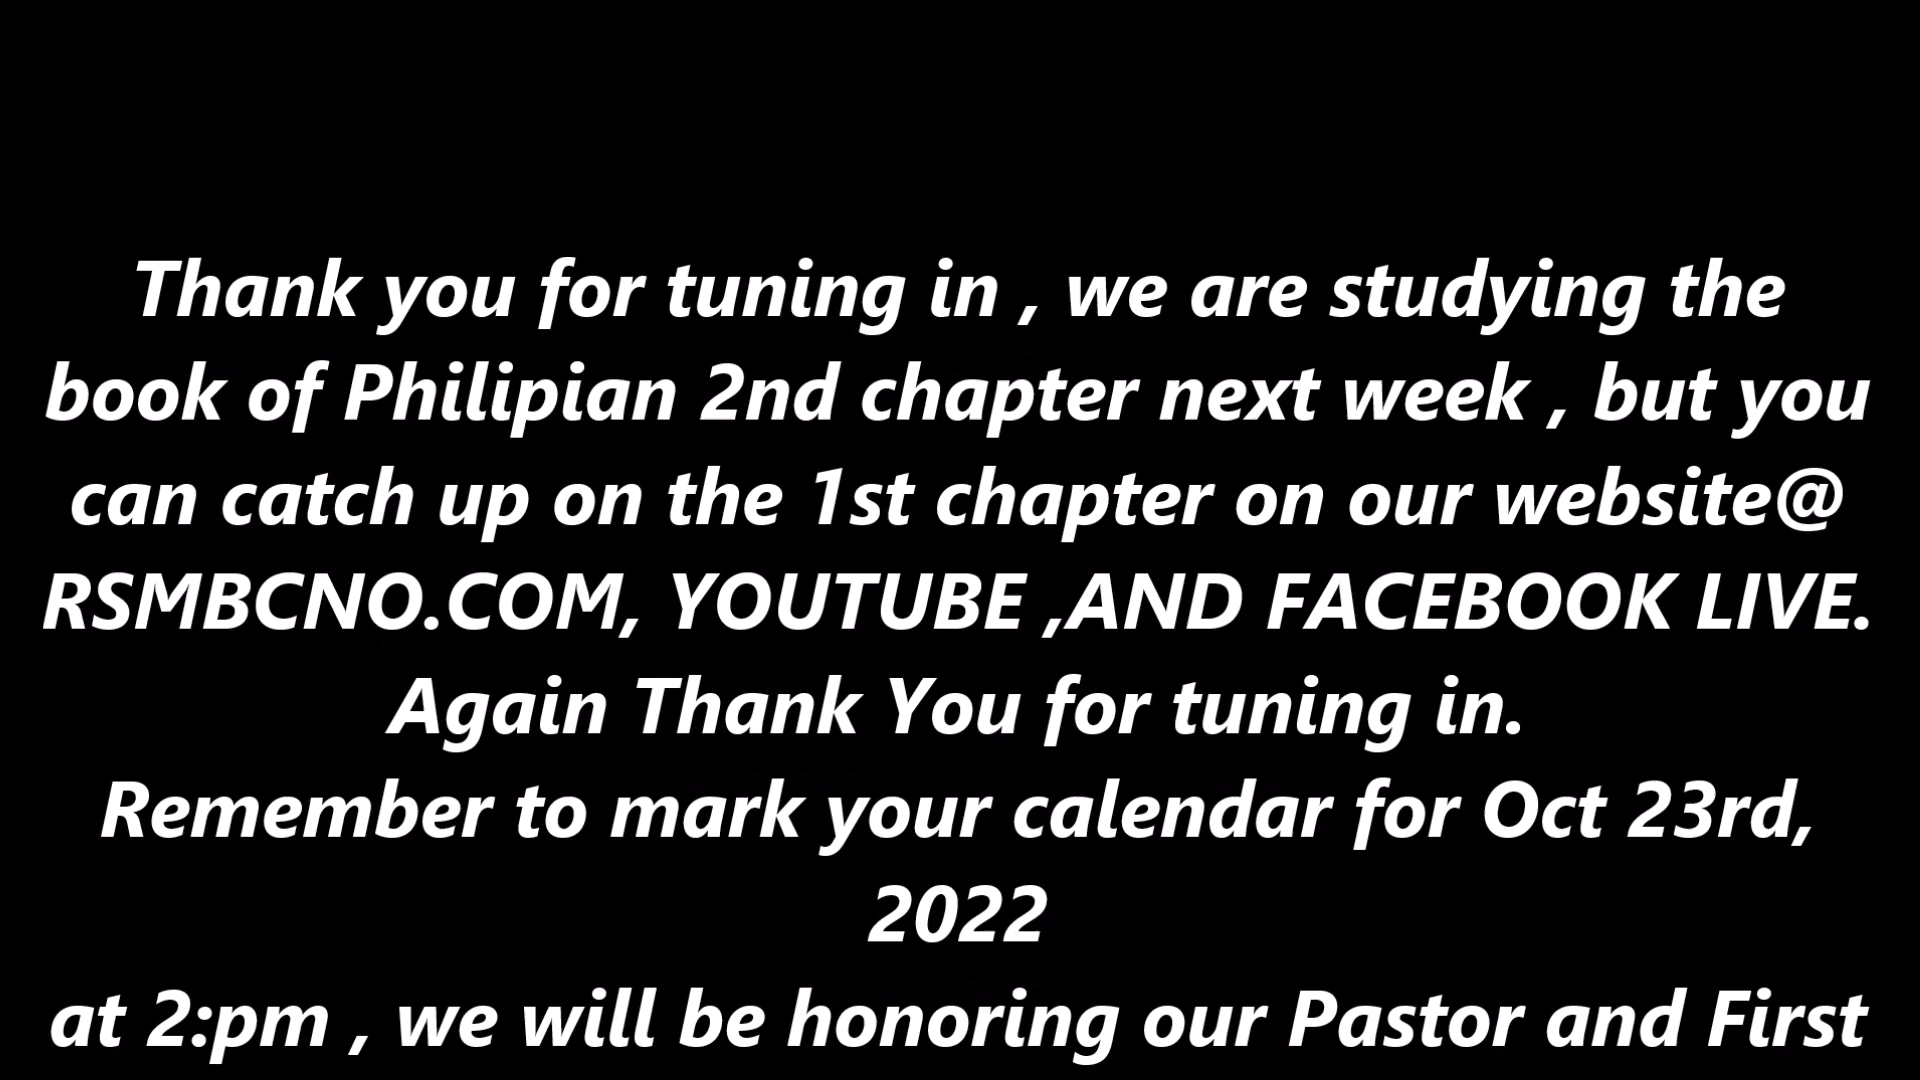 Thank you for tuning in , we are studying the
book of Philipian 2nd chapter next week , but you
can catch up on the 1st chapter on our website@
RSMBCNO.COM, YOUTUBE ,AND FACEBOOK LIVE.
Again Thank You for tuning in.
Remember to mark your calendar for Oct 23rd,
2022
at 2:pm , we will be honoring our Pastor and First